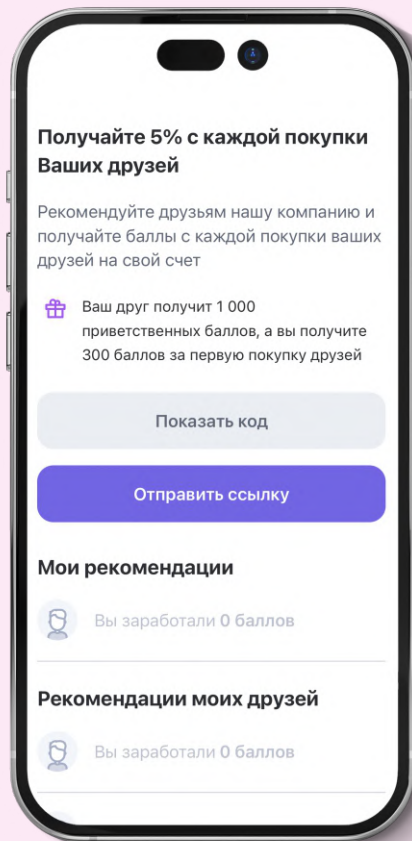 Получайте 5% с каждой покупки
Ваших друзей
Рекомендуйте друзьям нашу компанию и
получайте баллы с каждой покупки ваших
друзей на свой счет
Ваш друг получит 1 000
приветственных баллов, а вы получите
300 баллов за первую покупку друзей
Показать код
Отправить ссылку
Мои рекомендации
Вы заработали 0 баллов
Рекомендации моих друзей
Вы заработали 0 баллов